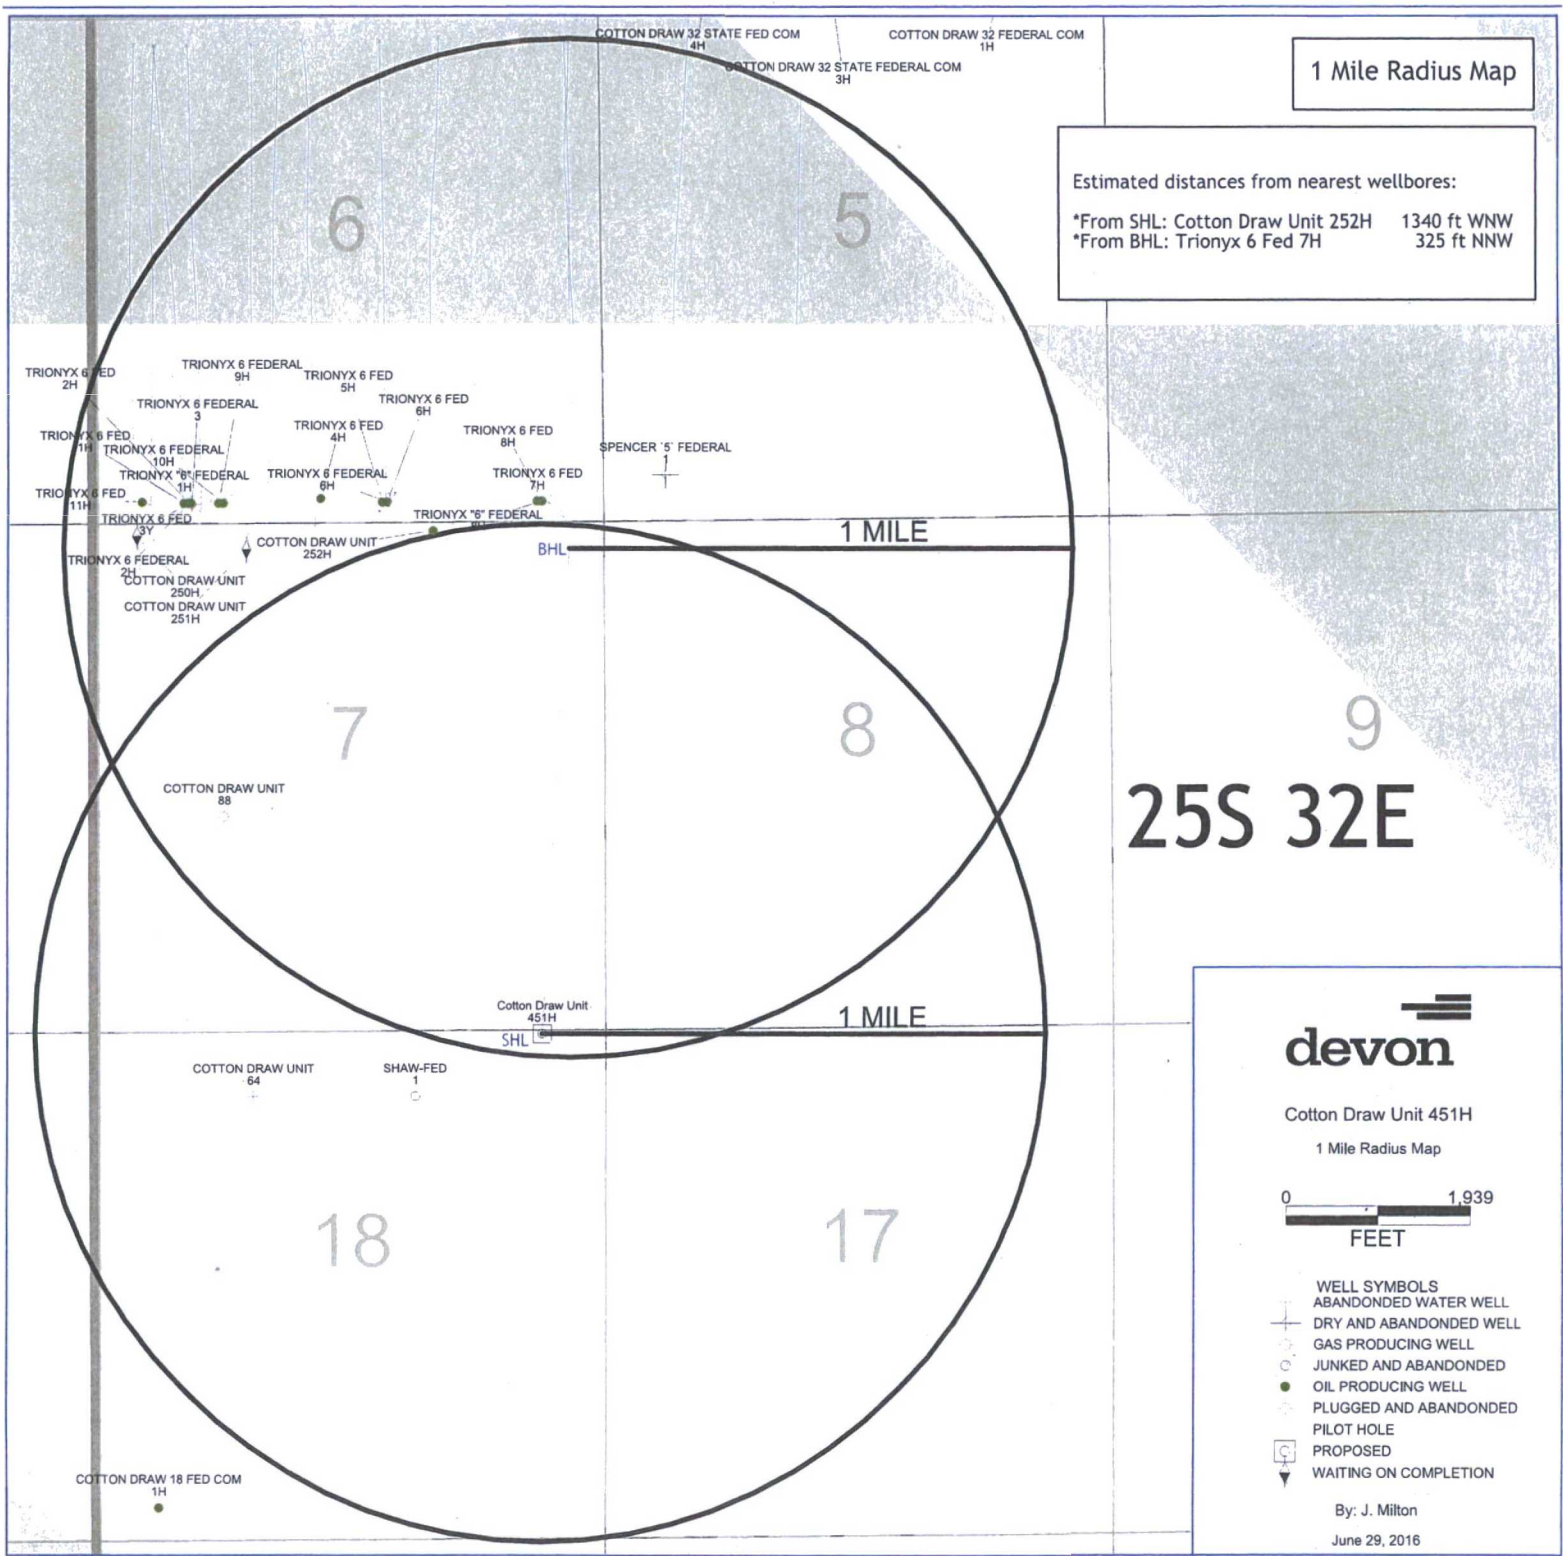 COTTON DRAW 32 STATE FED COM
4H
COTTON DRAW 32 FEDERAL COM
1H
COTTON DRAW 32 STATE FEDERAL COM
3H
1 Mile Radius Map
Estimated distances from nearest wellbores:
*From SHL: Cotton Draw Unit 252H 1340 ft WNW
*From BHL: Trionyx 6 Fed 7H 325 ft NNW
6
5
TRIONYX 6 FED
2H
TRIONYX 6 FEDERAL
9H
TRIONYX 6 FED
5H
TRIONYX 6 FEDERAL
3
TRIONYX 6 FED
6H
TRIONYX 6 FED
4H
TRIONYX 6 FED
8H
TRIONYX 6 FED
1H
TRIONYX 6 FEDERAL
10H
SPENCER '5' FEDERAL
1
TRIONYX "6" FEDERAL
1H
TRIONYX 6 FEDERAL
6H
TRIONYX 6 FED
7H
TRIONYX 6 FED
11H
TRIONYX 6 FED
3Y
TRIONYX "6" FEDERAL
COTTON DRAW UNIT
252H
BHL
1 MILE
TRIONYX 6 FEDERAL
2H
COTTON DRAW UNIT
250H
COTTON DRAW UNIT
251H
7
8
9
COTTON DRAW UNIT
88
25S 32E
Cotton Draw Unit
451H
SHL
1 MILE
COTTON DRAW UNIT
64
SHAW-FED
1
18
17
COTTON DRAW 18 FED COM
1H
devon
Cotton Draw Unit 451H
1 Mile Radius Map
0 1,939
FEET
WELL SYMBOLS
ABANDONDED WATER WELL
DRY AND ABANDONDED WELL
GAS PRODUCING WELL
JUNKED AND ABANDONDED
OIL PRODUCING WELL
PLUGGED AND ABANDONDED
PILOT HOLE
PROPOSED
WAITING ON COMPLETION
By: J. Milton
June 29, 2016